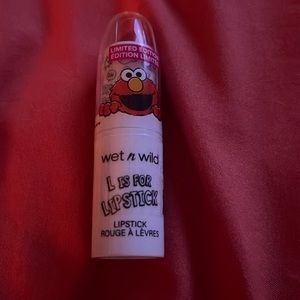 LIMITED EDITION
wet n wild
L IS FOR
LIPSTICK
LIPSTICK
ROUGE À LÈVRES